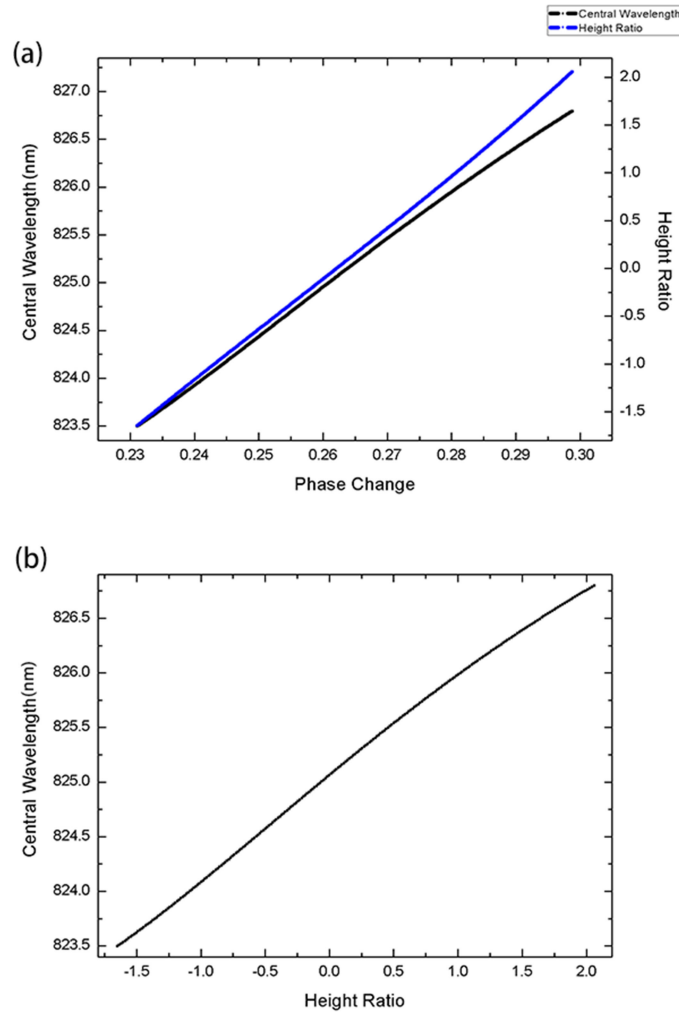 Central Wavelength
Height Ratio
(a)
827.0
826.5
826.0
825.5
825.0
824.5
824.0
823.5
Central Wavelength(nm)
2.0
1.5
1.0
0.5
0.0
-0.5
-1.0
-1.5
Height Ratio
0.23 0.24 0.25 0.26 0.27 0.28 0.29 0.30
Phase Change
(b)
826.5
826.0
825.5
825.0
824.5
824.0
823.5
Central Wavelength(nm)
-1.5 -1.0 -0.5 0.0 0.5 1.0 1.5 2.0
Height Ratio